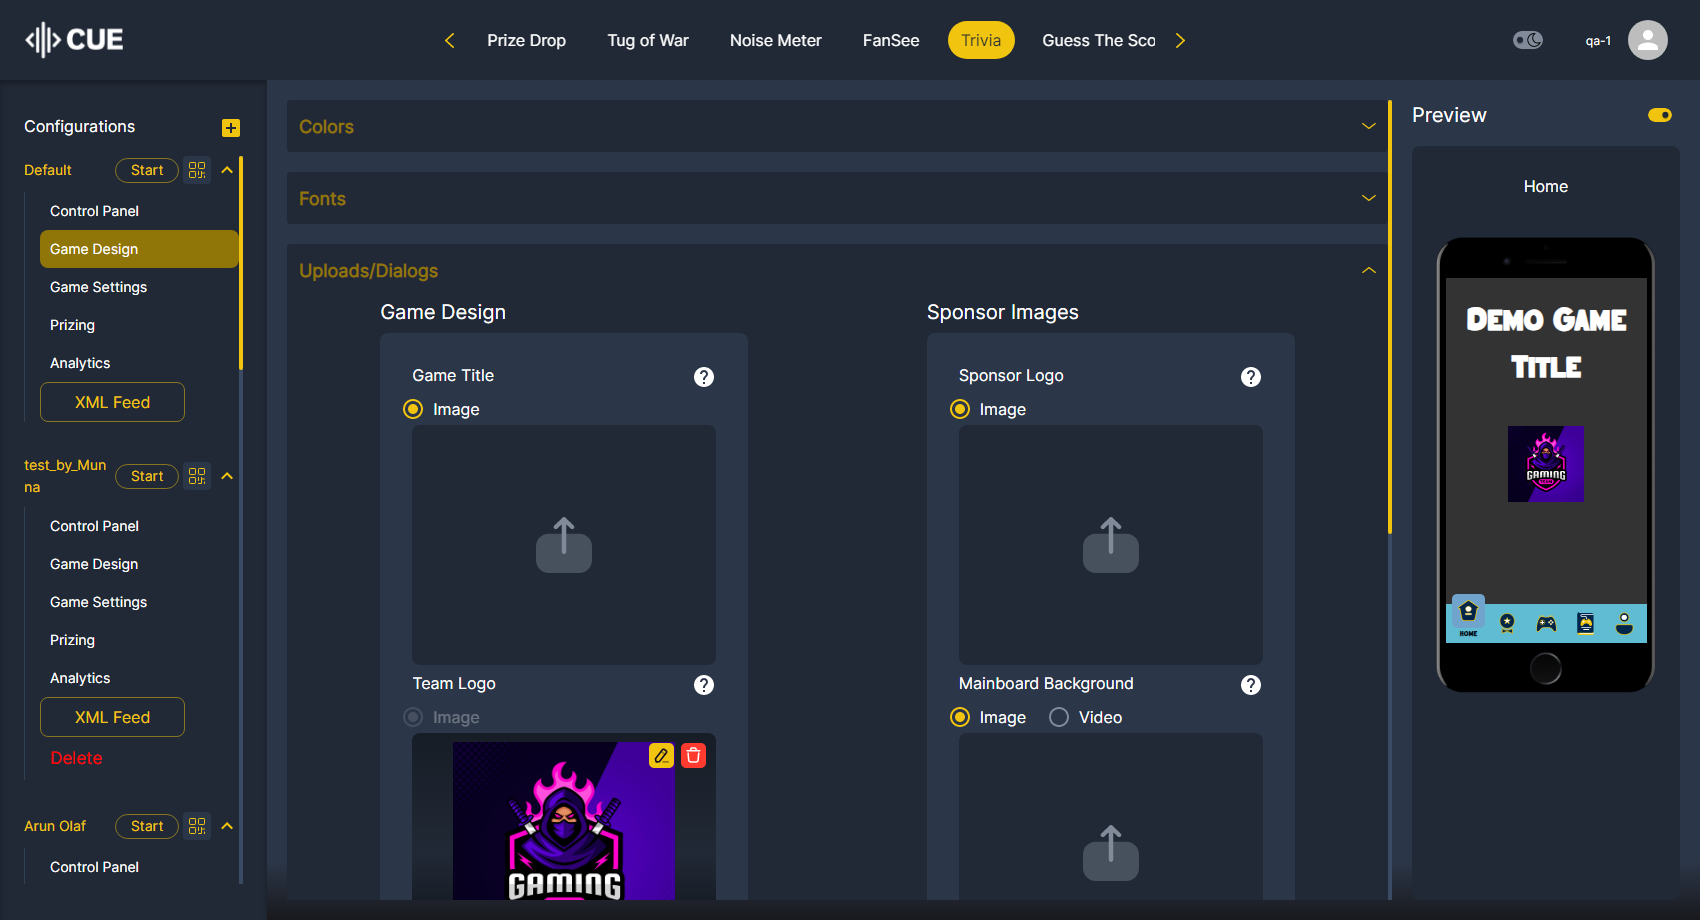 CUE
Prize Drop
Tug of War
Noise Meter
FanSee
Trivia
Guess The Sco
qa-1
Configurations
Default
Start
Control Panel
Game Design
Game Settings
Prizing
Analytics
XML Feed
test_by_Mun
na
Start
Control Panel
Game Design
Game Settings
Prizing
Analytics
XML Feed
Delete
Arun Olaf
Start
Control Panel
Colors
Fonts
Uploads/Dialogs
Game Design
Game Title
Image
Team Logo
Image
GAMING
Sponsor Images
Sponsor Logo
Image
Mainboard Background
Image
Video
Preview
Home
DEMO GAME
TITLE
GAMING
HOME